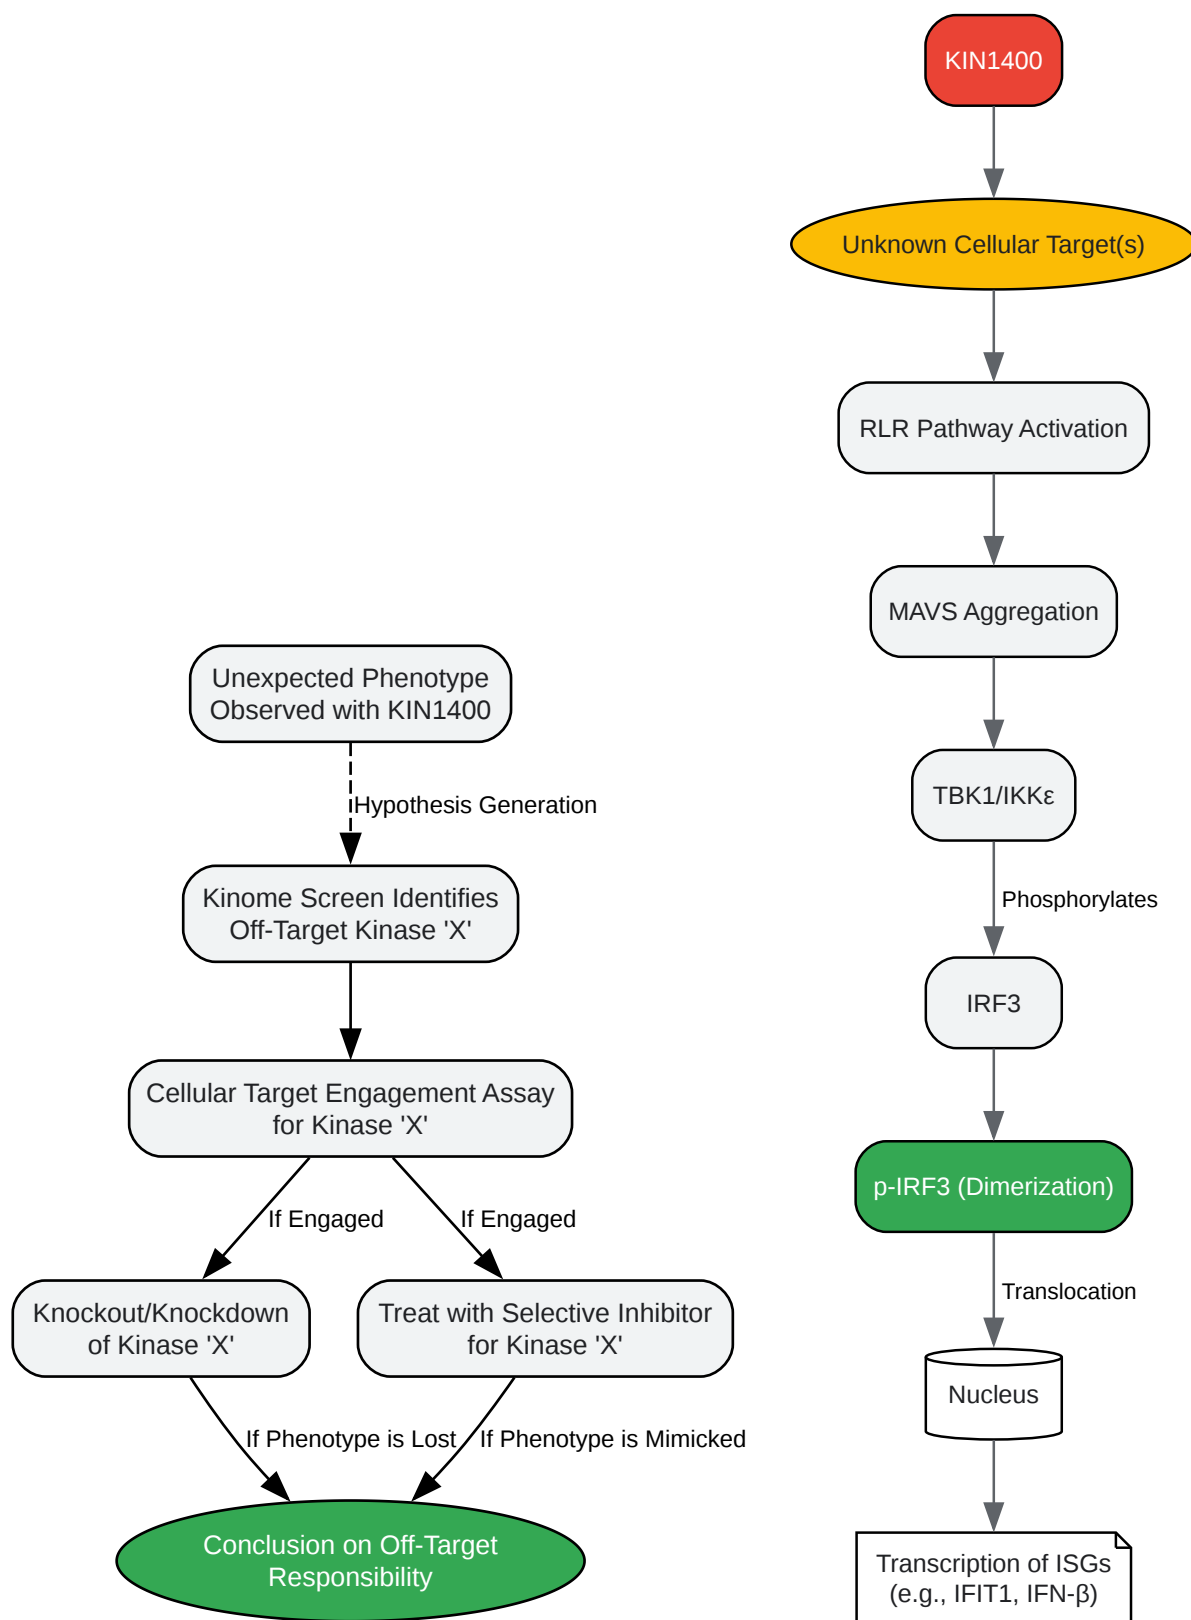 Unexpected Phenotype
Observed with KIN1400
Hypothesis Generation
Kinome Screen Identifies
Off-Target Kinase 'X'
Cellular Target Engagement Assay
for Kinase 'X'
If Engaged
If Engaged
Knockout/Knockdown
of Kinase 'X'
Treat with Selective Inhibitor
for Kinase 'X'
If Phenotype is Lost
If Phenotype is Mimicked
Conclusion on Off-Target
Responsibility
KIN1400
Unknown Cellular Target(s)
RLR Pathway Activation
MAVS Aggregation
TBK1/IKKε
Phosphorylates
IRF3
p-IRF3 (Dimerization)
Translocation
Nucleus
Transcription of ISGs
(e.g., IFIT1, IFN-β)